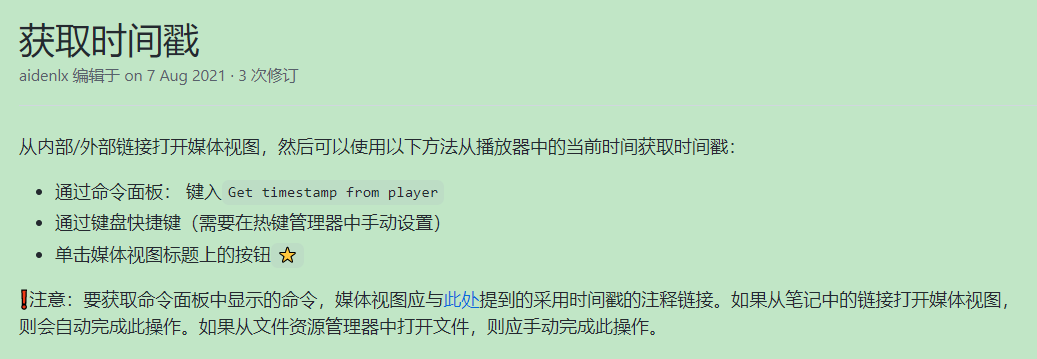 获取时间戳
aidenlx 编辑于 on 7 Aug 2021 · 3 次修订
从内部/外部链接打开媒体视图，然后可以使用以下方法从播放器中的当前时间获取时间戳：
• 通过命令面板： 键入 Get timestamp from player
• 通过键盘快捷键（需要在热键管理器中手动设置）
• 单击媒体视图标题上的按钮 ⭐
❗注意：要获取命令面板中显示的命令，媒体视图应与此处提到的采用时间戳的注释链接。如果从笔记中的链接打开媒体视图，
则会自动完成此操作。如果从文件资源管理器中打开文件，则应手动完成此操作。